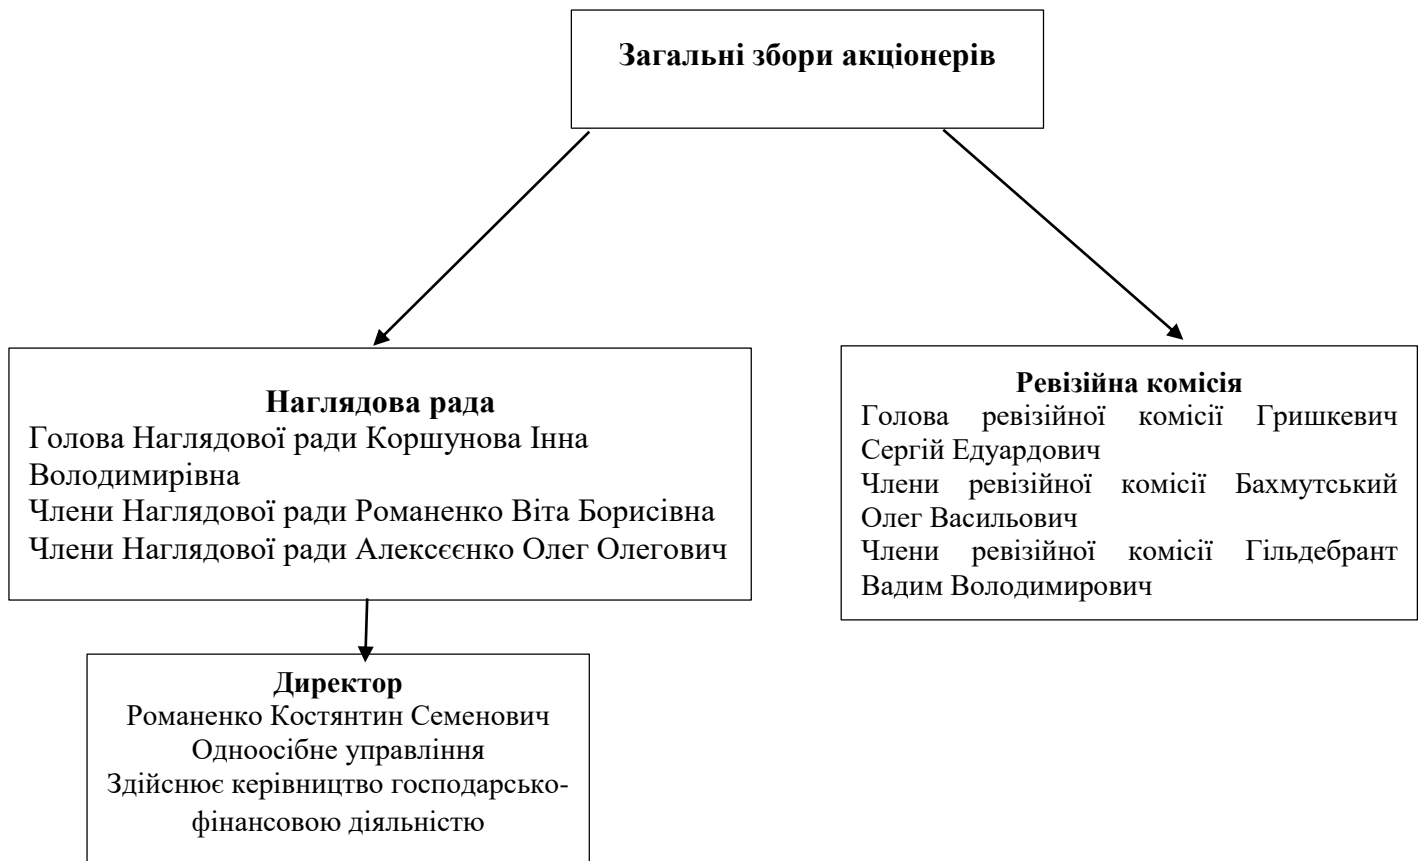 Загальні збори акціонерів
Наглядова рада
Голова Наглядової ради Коршунова Інна
Володимирівна
Члени Наглядової ради Романенко Віта Борисівна
Члени Наглядової ради Алексєєнко Олег Олегович
Ревізійна комісія
Голова ревізійної комісії Гришкевич
Сергій Едуардович
Члени ревізійної комісії Бахмутський
Олег Васильович
Члени ревізійної комісії Гільдебрант
Вадим Володимирович
Директор
Романенко Костянтин Семенович
Одноосібне управління
Здійснює керівництво господарсько-
фінансовою діяльністю